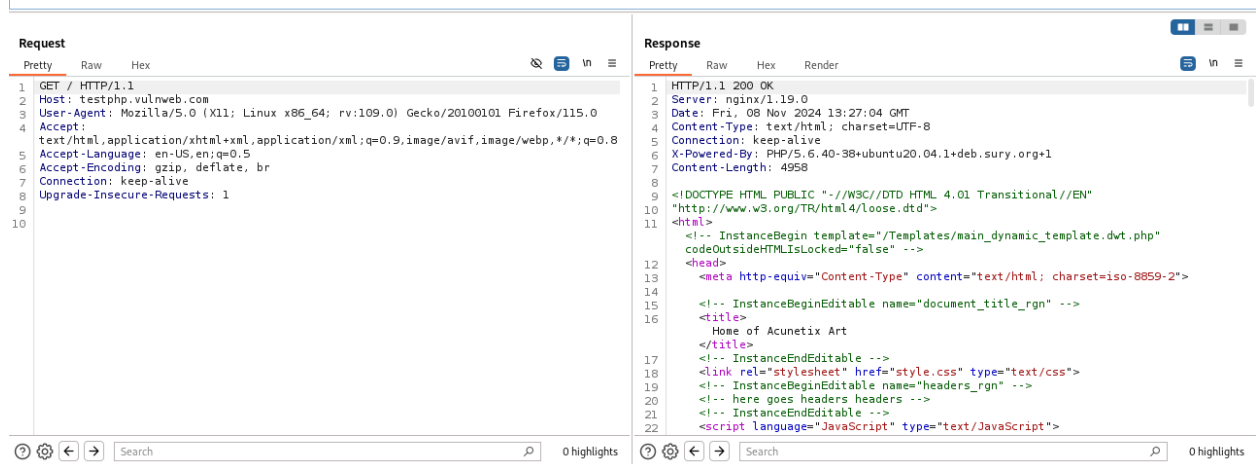 Request
Pretty Raw Hex \n
1 GET / HTTP/1.1
2 Host: testphp.vulnweb.com
3 User-Agent: Mozilla/5.0 (X11; Linux x86_64; rv:109.0) Gecko/20100101 Firefox/115.0
4 Accept:
text/html,application/xhtml+xml,application/xml;q=0.9,image/avif,image/webp,*/*;q=0.8
5 Accept-Language: en-US,en;q=0.5
6 Accept-Encoding: gzip, deflate, br
7 Connection: keep-alive
8 Upgrade-Insecure-Requests: 1
9
10
Search 0 highlights
Response
Pretty Raw Hex Render \n
1 HTTP/1.1 200 OK
2 Server: nginx/1.19.0
3 Date: Fri, 08 Nov 2024 13:27:04 GMT
4 Content-Type: text/html; charset=UTF-8
5 Connection: keep-alive
6 X-Powered-By: PHP/5.6.40-38+ubuntu20.04.1+deb.sury.org+1
7 Content-Length: 4958
8
9 <!DOCTYPE HTML PUBLIC "-//W3C//DTD HTML 4.01 Transitional//EN"
10 "http://www.w3.org/TR/html4/loose.dtd">
11 <html>
<!-- InstanceBegin template="/Templates/main_dynamic_template.dwt.php"
codeOutsideHTMLIsLocked="false" -->
12 <head>
13 <meta http-equiv="Content-Type" content="text/html; charset=iso-8859-2">
14
15 <!-- InstanceBeginEditable name="document_title_rgn" -->
16 <title>
Home of Acunetix Art
</title>
17 <!-- InstanceEndEditable -->
18 <link rel="stylesheet" href="style.css" type="text/css">
19 <!-- InstanceBeginEditable name="headers_rgn" -->
20 <!-- here goes headers headers -->
21 <!-- InstanceEndEditable -->
22 <script language="JavaScript" type="text/JavaScript">
Search 0 highlights